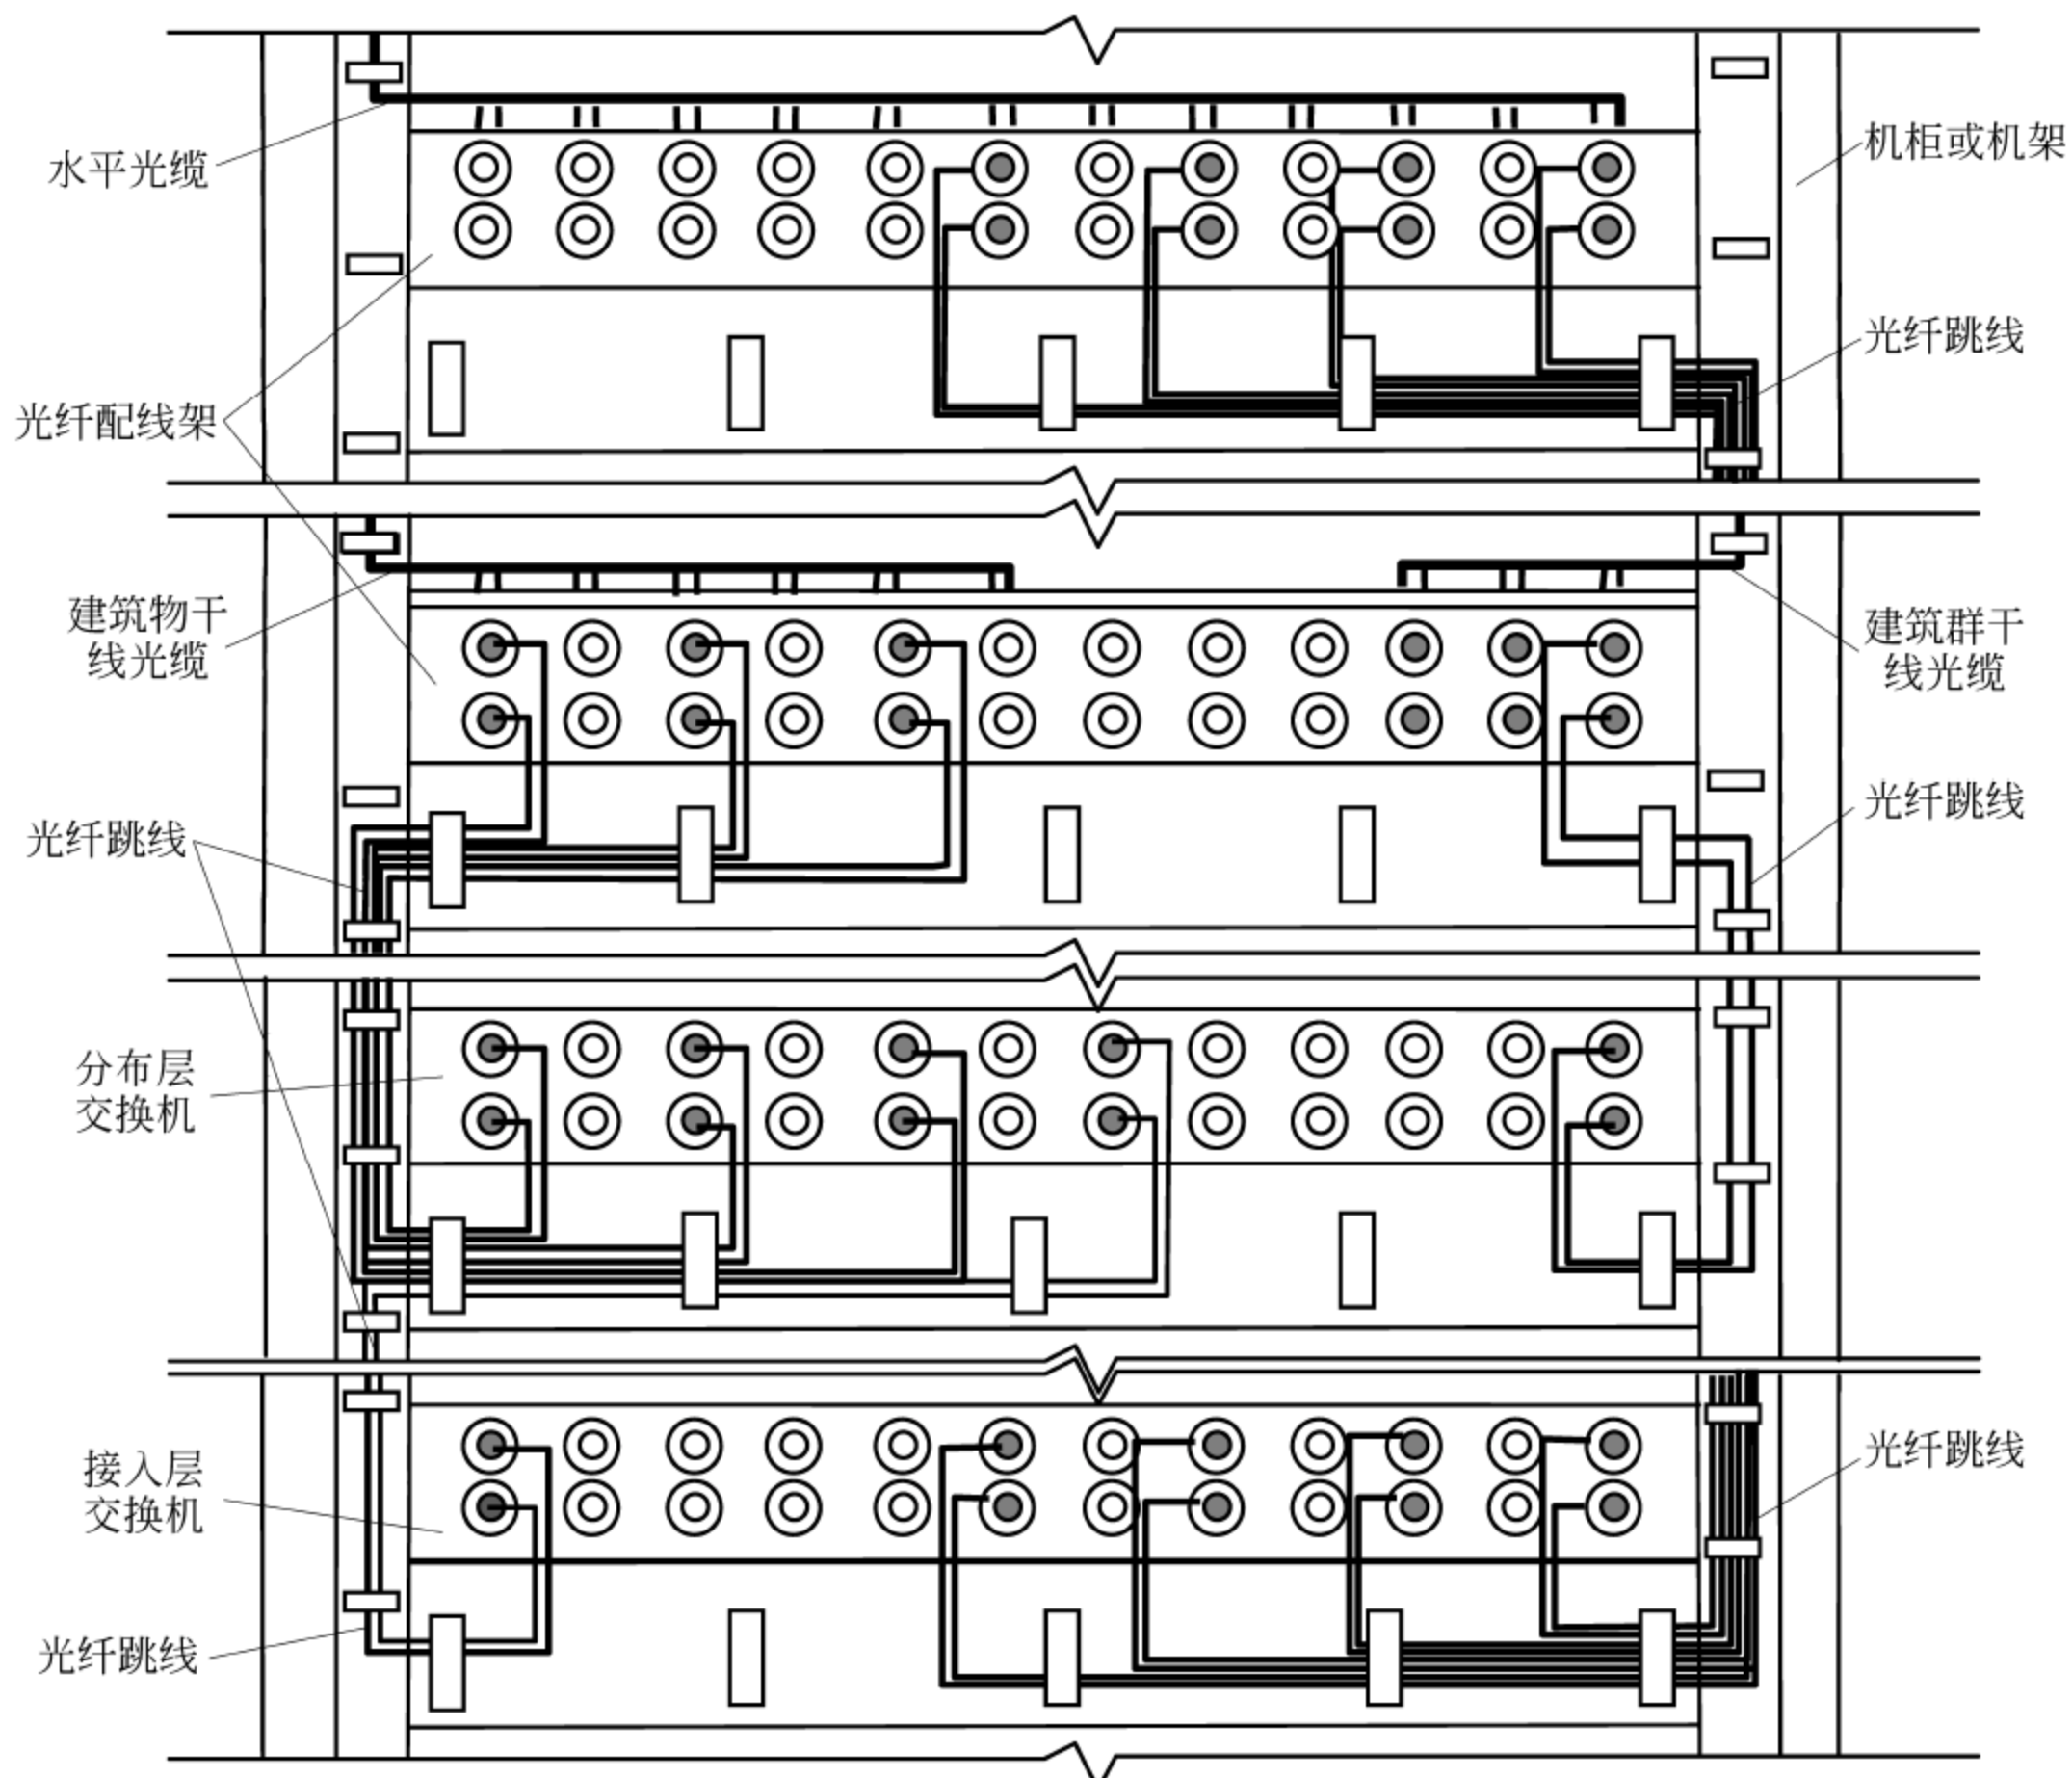 水平光缆
机柜或机架
光纤跳线
光纤配线架
建筑物干
线光缆
建筑群干
线光缆
光纤跳线
光纤跳线
分布层
交换机
接入层
交换机
光纤跳线
光纤跳线